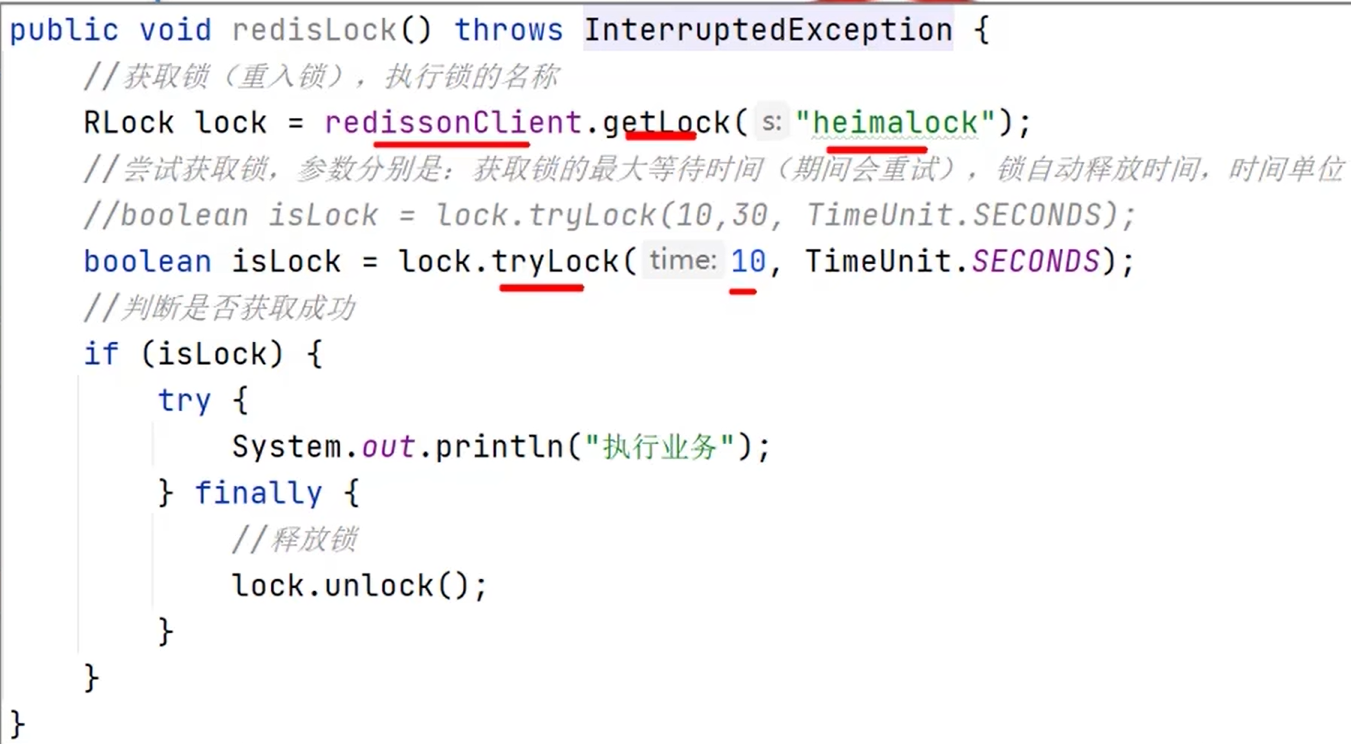 public void redisLock() throws InterruptedException {
//获取锁（重入锁），执行锁的名称
RLock lock = redissonClient.getLock( s: "heimalock");
//尝试获取锁，参数分别是：获取锁的最大等待时间（期间会重试），锁自动释放时间，时间单位
//boolean isLock = lock.tryLock(10,30, TimeUnit.SECONDS);
boolean isLock = lock.tryLock( time: 10, TimeUnit.SECONDS);
//判断是否获取成功
if (isLock) {
try {
System.out.println("执行业务");
} finally {
//释放锁
lock.unlock();
}
}
}